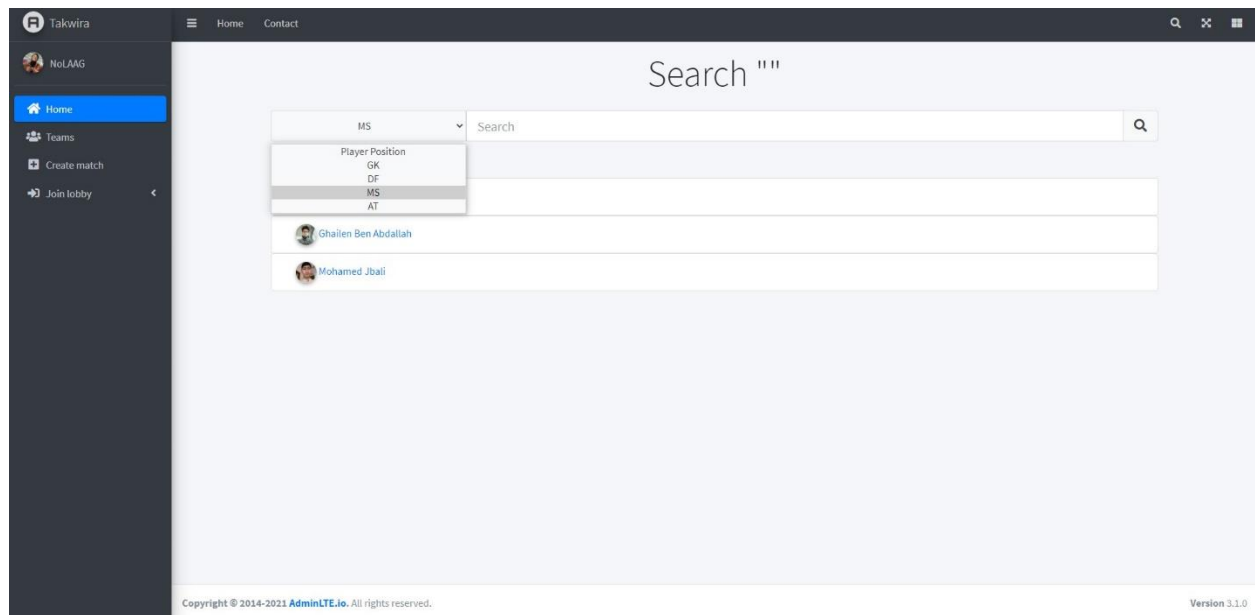 Takwira
Home Contact
NoLAAG
Search ""
Home
Teams
Create match
Join lobby
MS
Search
Player Position
GK
DF
MS
AT
Ghailen Ben Abdallah
Mohamed Jbali
Copyright © 2014-2021 AdminLTE.io. All rights reserved.
Version 3.1.0